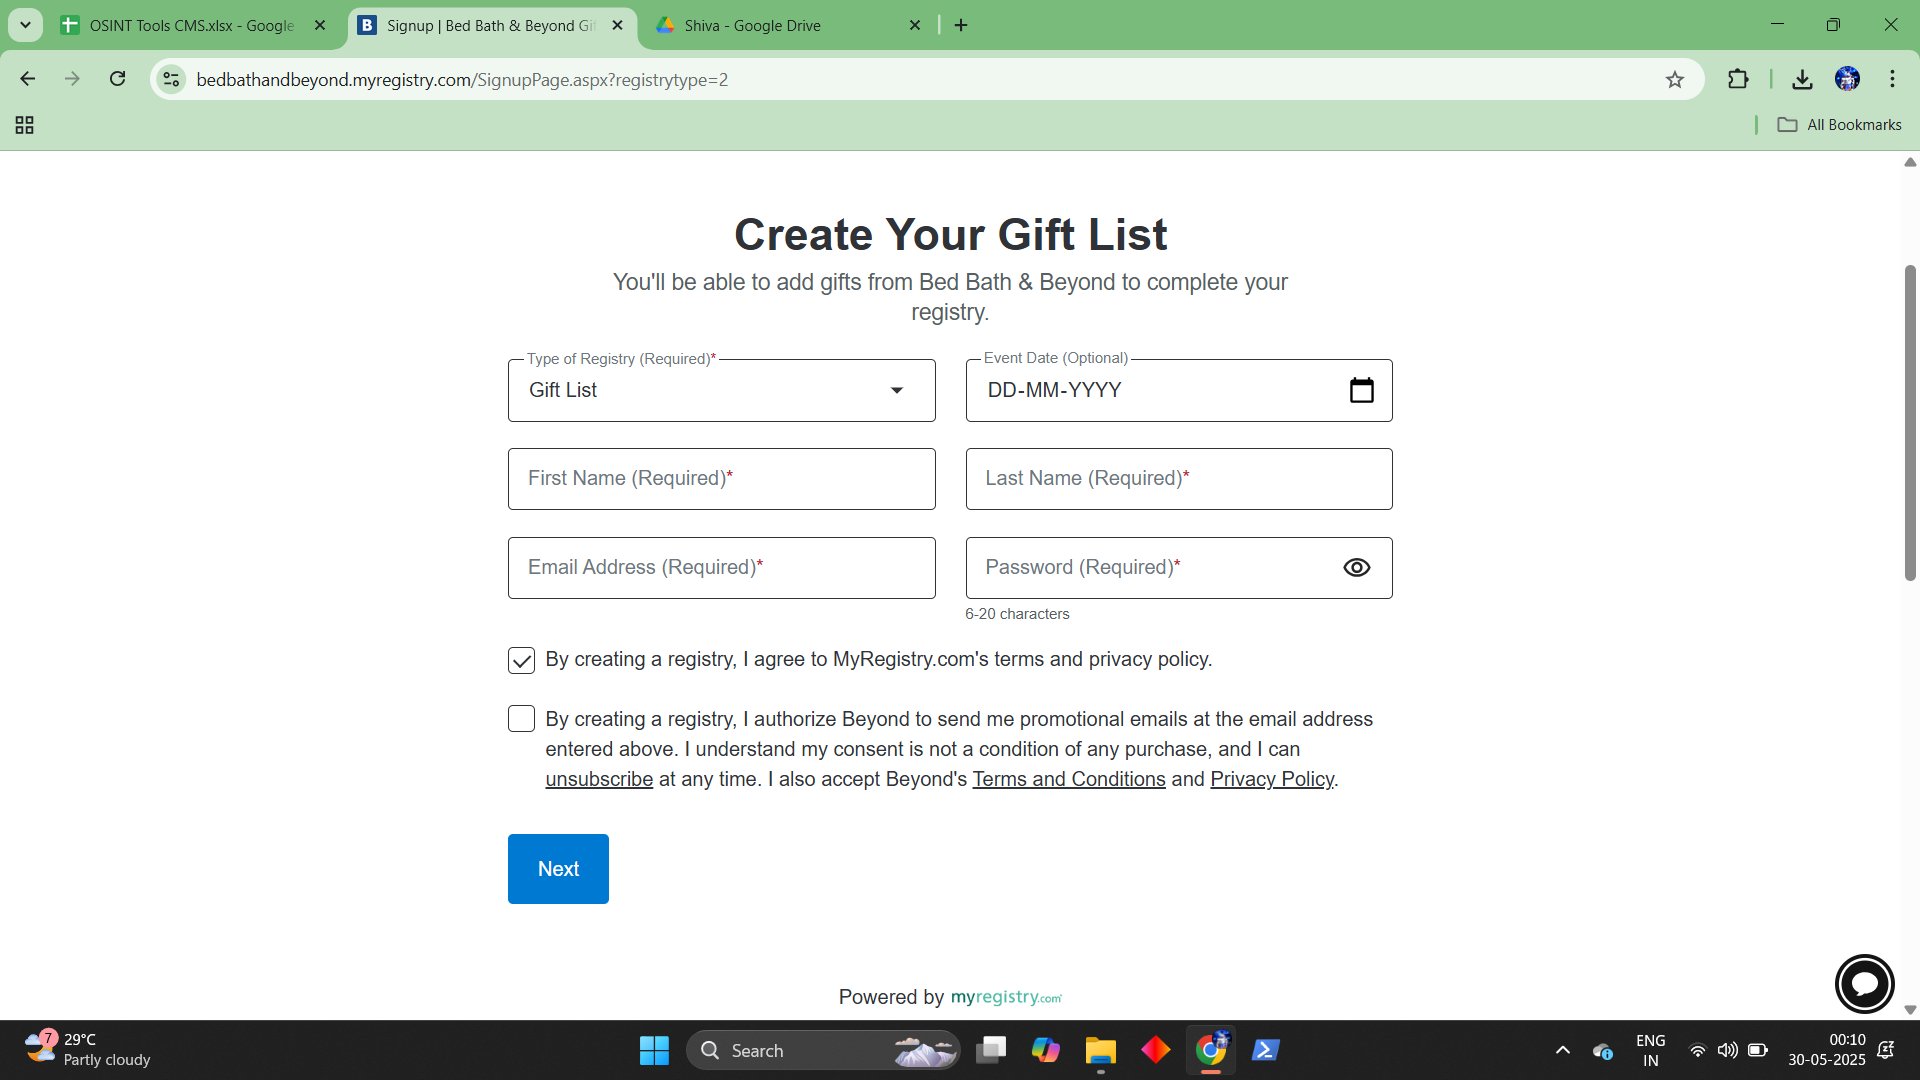 OSINT Tools CMS.xlsx - Google
Signup | Bed Bath & Beyond Gi
Shiva - Google Drive
bedbathandbeyond.myregistry.com/SignupPage.aspx?registrytype=2
All Bookmarks
Create Your Gift List
You'll be able to add gifts from Bed Bath & Beyond to complete your
registry.
Type of Registry (Required)*
Event Date (Optional)
Gift List
DD-MM-YYYY
First Name (Required)*
Last Name (Required)*
Email Address (Required)*
Password (Required)*
6-20 characters
By creating a registry, I agree to MyRegistry.com's terms and privacy policy.
By creating a registry, I authorize Beyond to send me promotional emails at the email address
entered above. I understand my consent is not a condition of any purchase, and I can
unsubscribe at any time. I also accept Beyond's Terms and Conditions and Privacy Policy.
Next
Powered by myregistry.com
7
29°C
Partly cloudy
Search
ENG
IN
00:10
30-05-2025